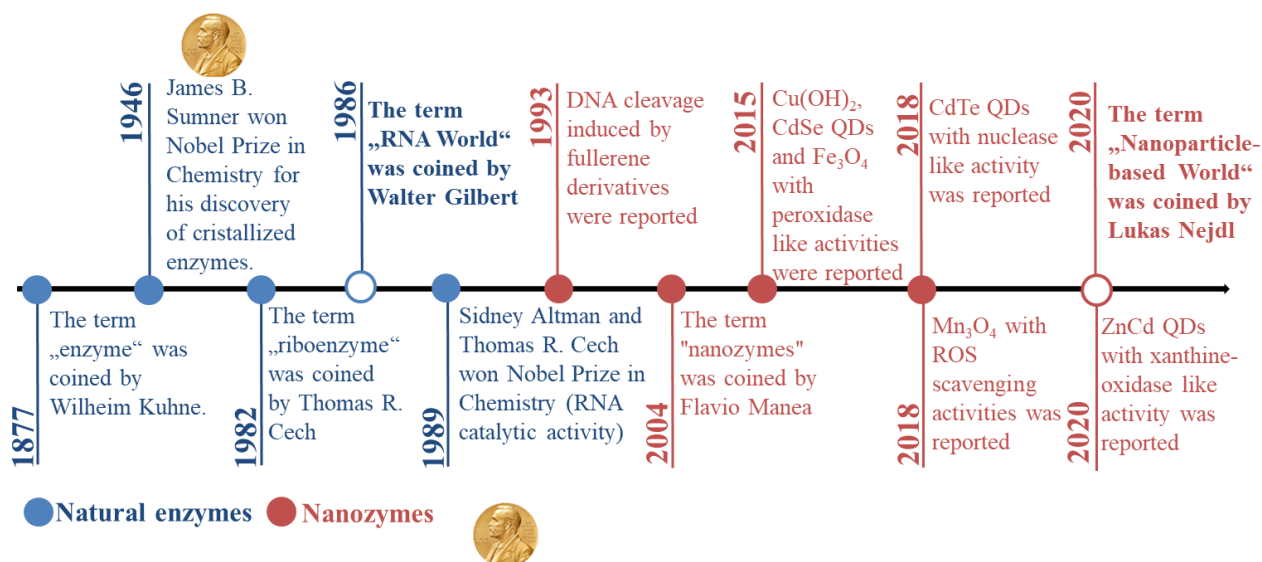 1946
James B.
Sumner won
Nobel Prize in
Chemistry for
his discovery
of cristallized
enzymes.
1986
The term
„RNA World“
was coined by
Walter Gilbert
1993
DNA cleavage
induced by
fullerene
derivatives
were reported
2015
Cu(OH)₂,
CdSe QDs
and Fe₃O₄
with
peroxidase
like activities
were reported
2018
CdTe QDs
with nuclease
like activity
was reported
2020
The term
„Nanoparticle-
based World“
was coined by
Lukas Nejdl
1877
The term
„enzyme“ was
coined by
Wilheim Kuhne.
1982
The term
„riboenzyme“
was coined
by Thomas R.
Cech
1989
Sidney Altman and
Thomas R. Cech
won Nobel Prize in
Chemistry (RNA
catalytic activity)
2004
The term
"nanozymes"
was coined by
Flavio Manea
2018
Mn₃O₄ with
ROS
scavenging
activities was
reported
2020
ZnCd QDs
with xanthine-
oxidase like
activity was
reported
Natural enzymes
Nanozymes